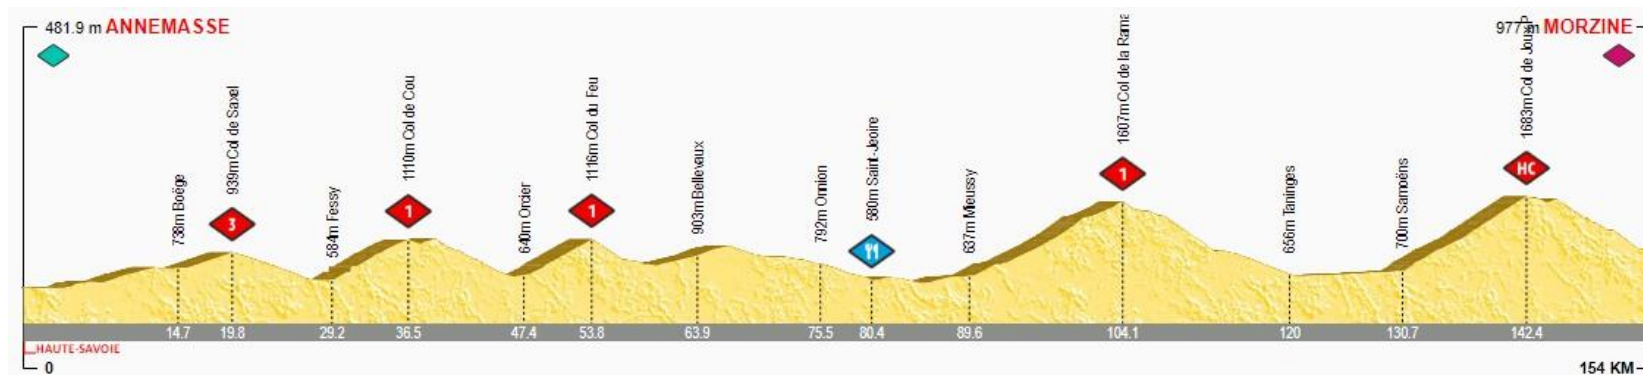 481.9 m ANNEMASSE
977 m MORZINE
738m Boëge
939m Col de Saxel
584m Fessy
1110m Col de Cou
640m Orcier
1116m Col du Feu
903m Bellevaux
792m Onnion
580m Saint-Jeoire
637m Mieussy
1607m Col de la Rama
656m Taninges
700m Samoëns
1683m Col de Joux P
3
1
1
1
HC
14.7 19.8 29.2 36.5 47.4 53.8 63.9 75.5 80.4 89.6 104.1 120 130.7 142.4
HAUTE-SAVOIE
0
154 KM